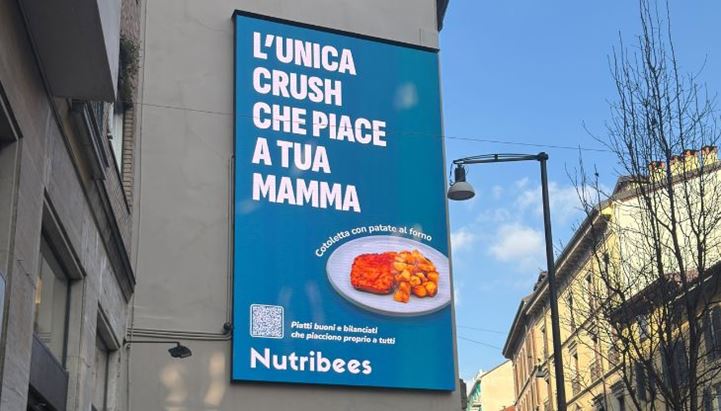 L'UNICA
CRUSH
CHE PIACE
A TUA
MAMMA
Cotoletta con patate al forno
Piatti buoni e bilanciati
che piacciono proprio a tutti
Nutribees